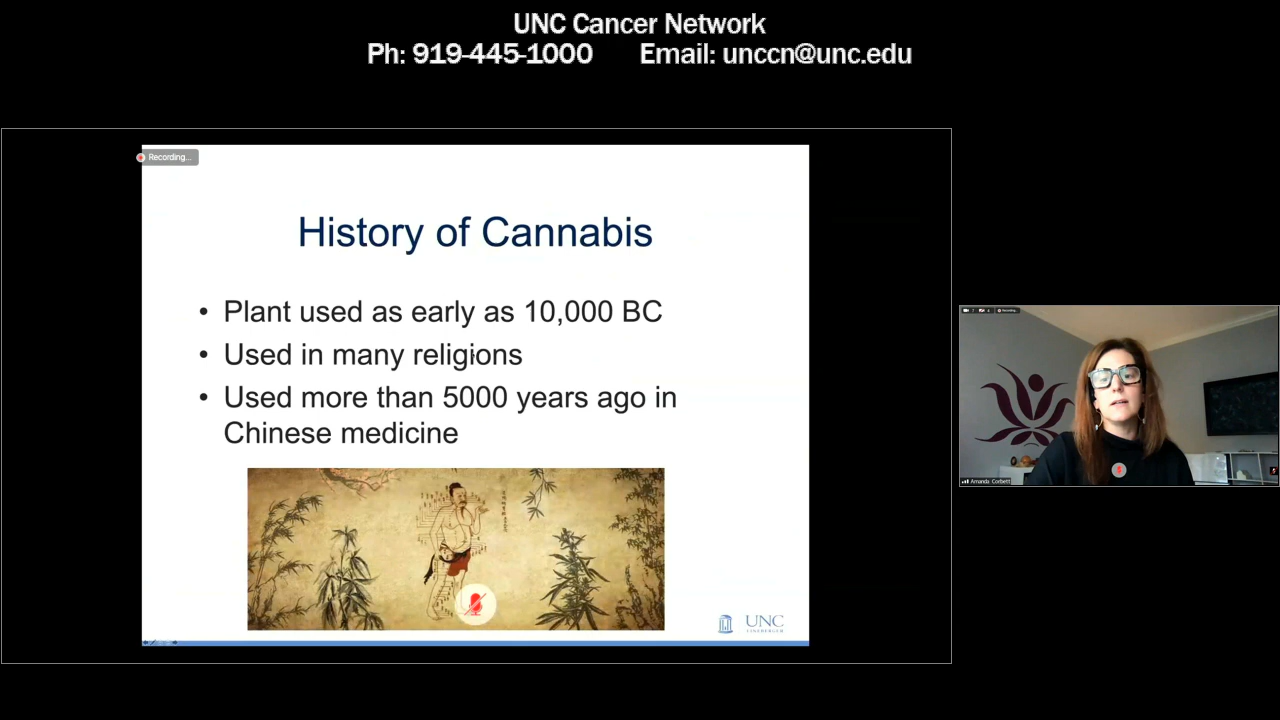 UNC Cancer Network
Ph: 919-445-1000 Email: unccn@unc.edu
Recording...
History of Cannabis
• Plant used as early as 10,000 BC
• Used in many religions
• Used more than 5000 years ago in
Chinese medicine
UNC
LINEBERGER
Recording...
Amanda Corbett